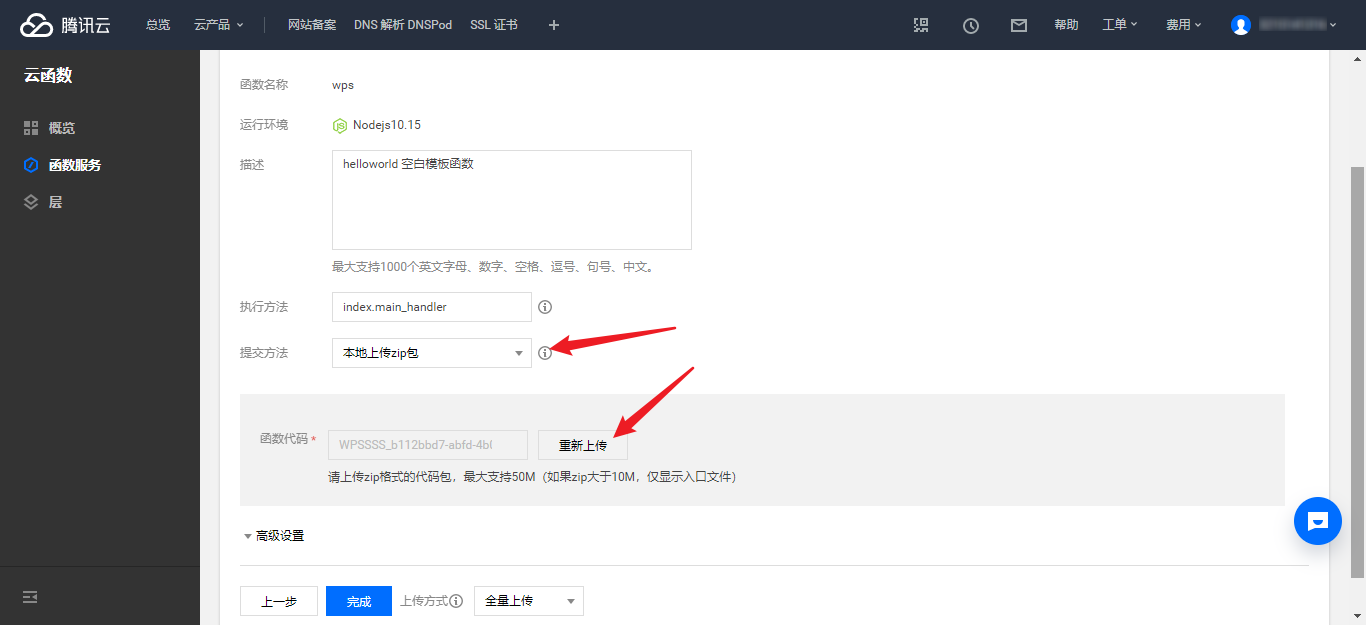 腾讯云 总览 云产品 网站备案 DNS 解析 DNSPod SSL 证书 + 帮助 工单 费用
云函数
概览
函数服务
层
函数名称 wps
运行环境 Nodejs10.15
描述 helloworld 空白模板函数
最大支持1000个英文字母、数字、空格、逗号、句号、中文。
执行方法 index.main_handler
提交方法 本地上传zip包
函数代码* WPSSSS_b112bbd7-abfd-4b( 重新上传
请上传zip格式的代码包，最大支持50M（如果zip大于10M，仅显示入口文件）
高级设置
上一步 完成 上传方式 全量上传